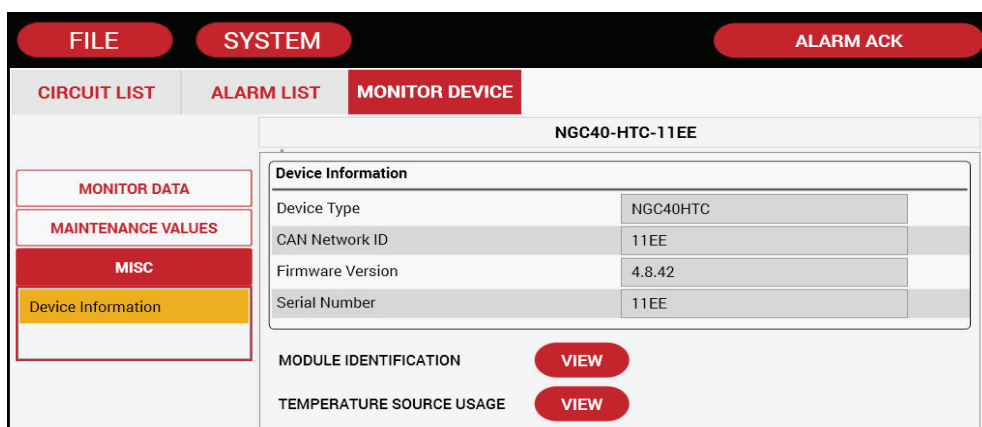 FILE SYSTEM ALARM ACK
CIRCUIT LIST ALARM LIST MONITOR DEVICE
NGC40-HTC-11EE
MONITOR DATA
MAINTENANCE VALUES
MISC
Device Information
Device Information
Device Type NGC40HTC
CAN Network ID 11EE
Firmware Version 4.8.42
Serial Number 11EE
MODULE IDENTIFICATION VIEW
TEMPERATURE SOURCE USAGE VIEW